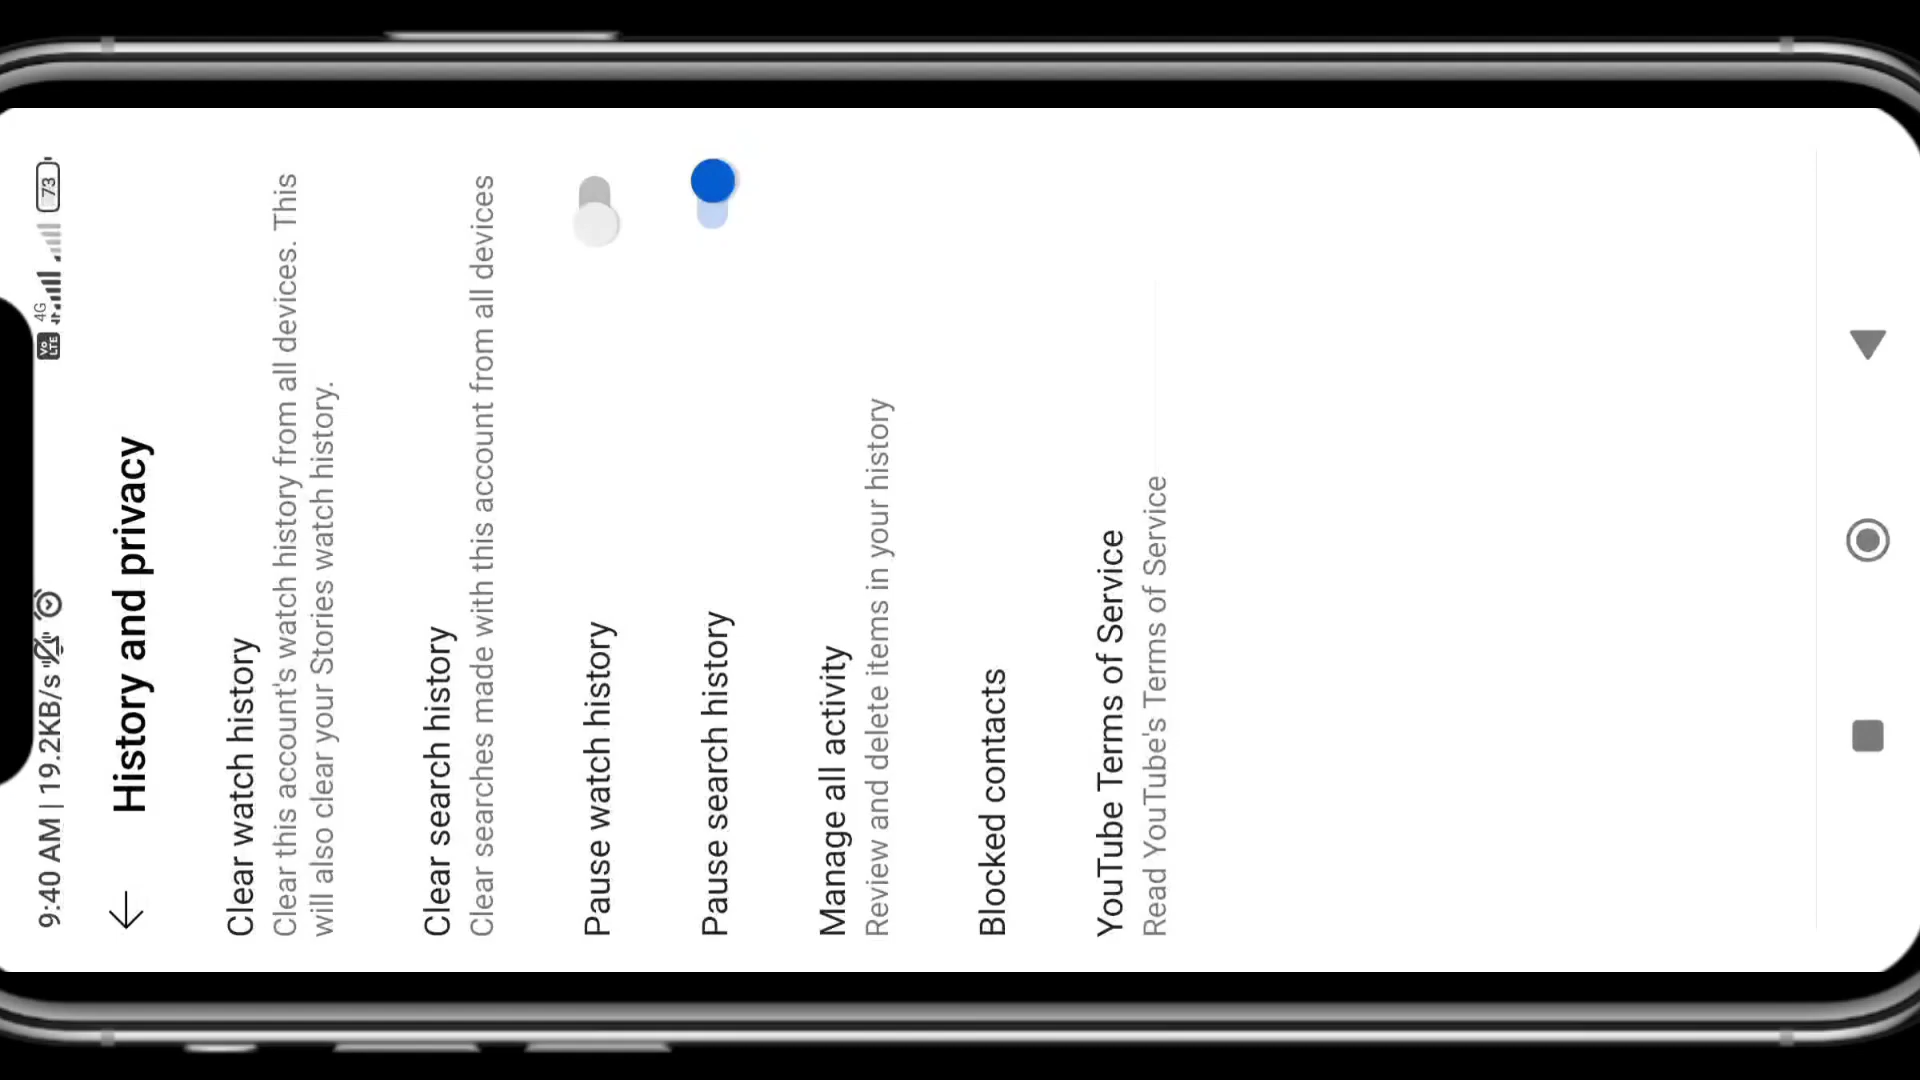 9:40 AM | 19.2KB/s
Vo LTE 4G 73
History and privacy
Clear watch history
Clear this account's watch history from all devices. This
will also clear your Stories watch history.
Clear search history
Clear searches made with this account from all devices
Pause watch history
Pause search history
Manage all activity
Review and delete items in your history
Blocked contacts
YouTube Terms of Service
Read YouTube's Terms of Service